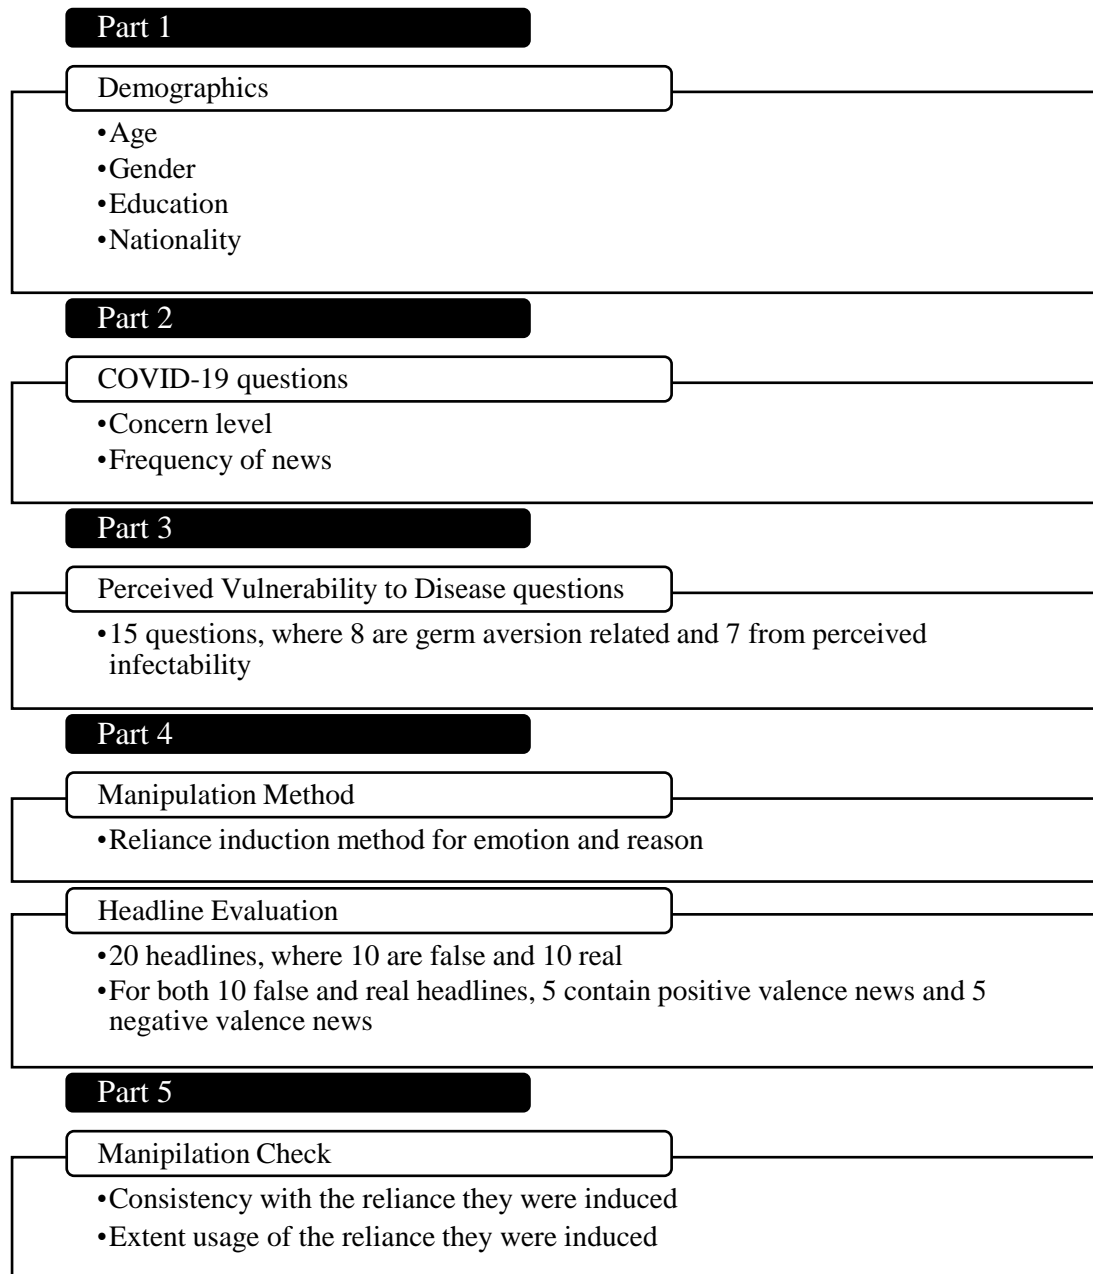 Part 1
Demographics
•Age
•Gender
•Education
•Nationality
Part 2
COVID-19 questions
•Concern level
•Frequency of news
Part 3
Perceived Vulnerability to Disease questions
•15 questions, where 8 are germ aversion related and 7 from perceived
infectability
Part 4
Manipulation Method
•Reliance induction method for emotion and reason
Headline Evaluation
•20 headlines, where 10 are false and 10 real
•For both 10 false and real headlines, 5 contain positive valence news and 5
negative valence news
Part 5
Manipilation Check
•Consistency with the reliance they were induced
•Extent usage of the reliance they were induced